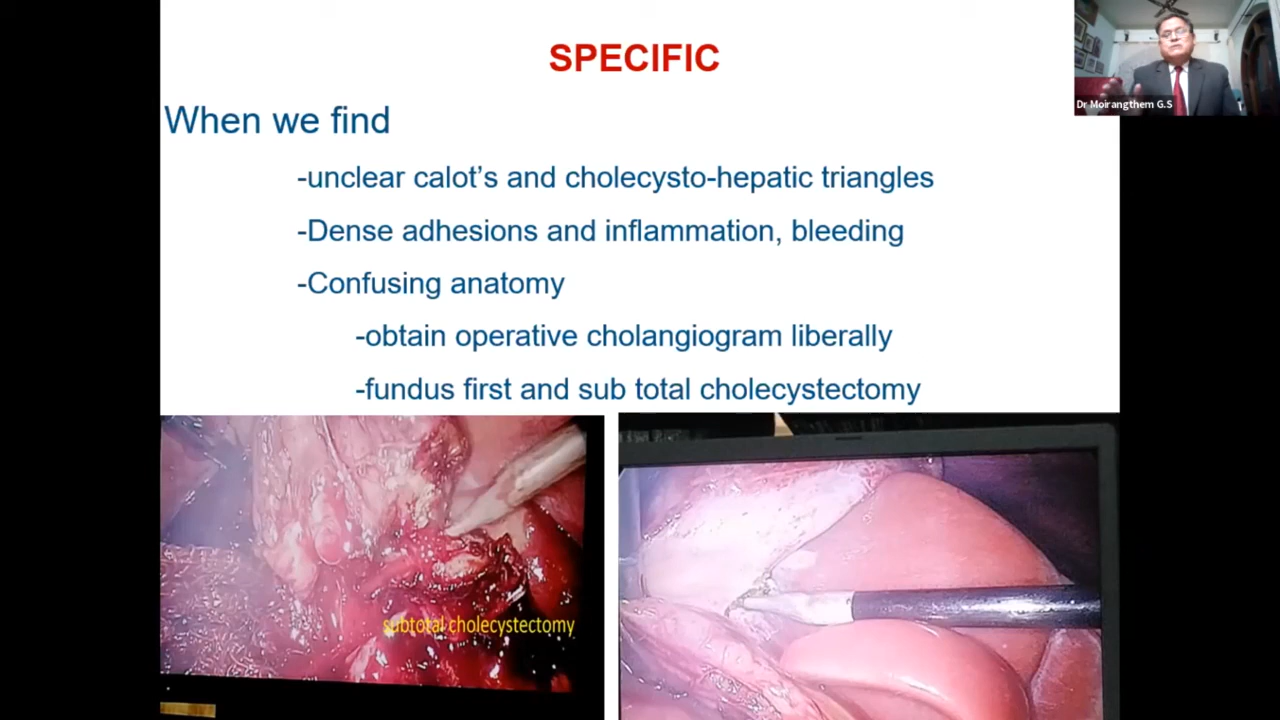 SPECIFIC
Dr Moirangthem G.S
When we find
-unclear calot’s and cholecysto-hepatic triangles
-Dense adhesions and inflammation, bleeding
-Confusing anatomy
-obtain operative cholangiogram liberally
-fundus first and sub total cholecystectomy
subtotal cholecystectomy